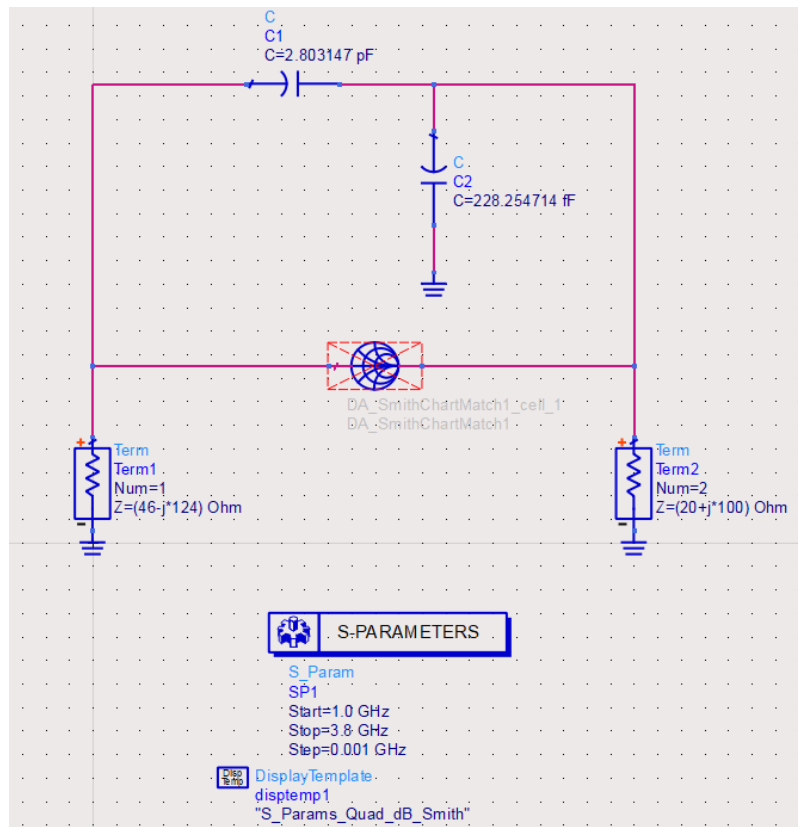 C
C1
C=2.803147 pF
C
C2
C=228.254714 fF
DA_SmithChartMatch1_cell_1
DA_SmithChartMatch1
+
Term
Term1
Num=1
Z=(46-j*124) Ohm
-
+
Term
Term2
Num=2
Z=(20+j*100) Ohm
-
S-PARAMETERS
S_Param
SP1
Start=1.0 GHz
Stop=3.8 GHz
Step=0.001 GHz
Disp
Temp
DisplayTemplate
disptemp1
"S_Params_Quad_dB_Smith"